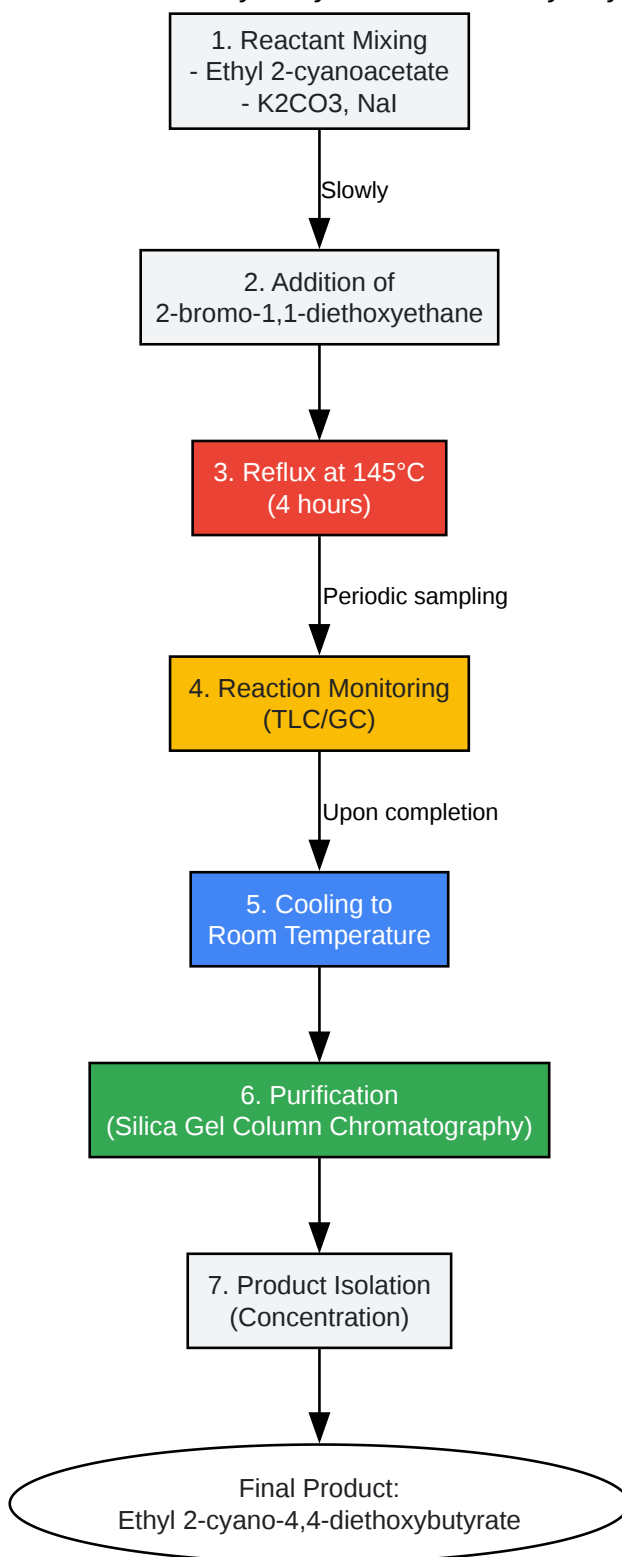 1. Reactant Mixing
- Ethyl 2-cyanoacetate
- K2CO3, NaI
Slowly
2. Addition of
2-bromo-1,1-diethoxyethane
3. Reflux at 145°C
(4 hours)
Periodic sampling
4. Reaction Monitoring
(TLC/GC)
Upon completion
5. Cooling to
Room Temperature
6. Purification
(Silica Gel Column Chromatography)
7. Product Isolation
(Concentration)
Final Product:
Ethyl 2-cyano-4,4-diethoxybutyrate